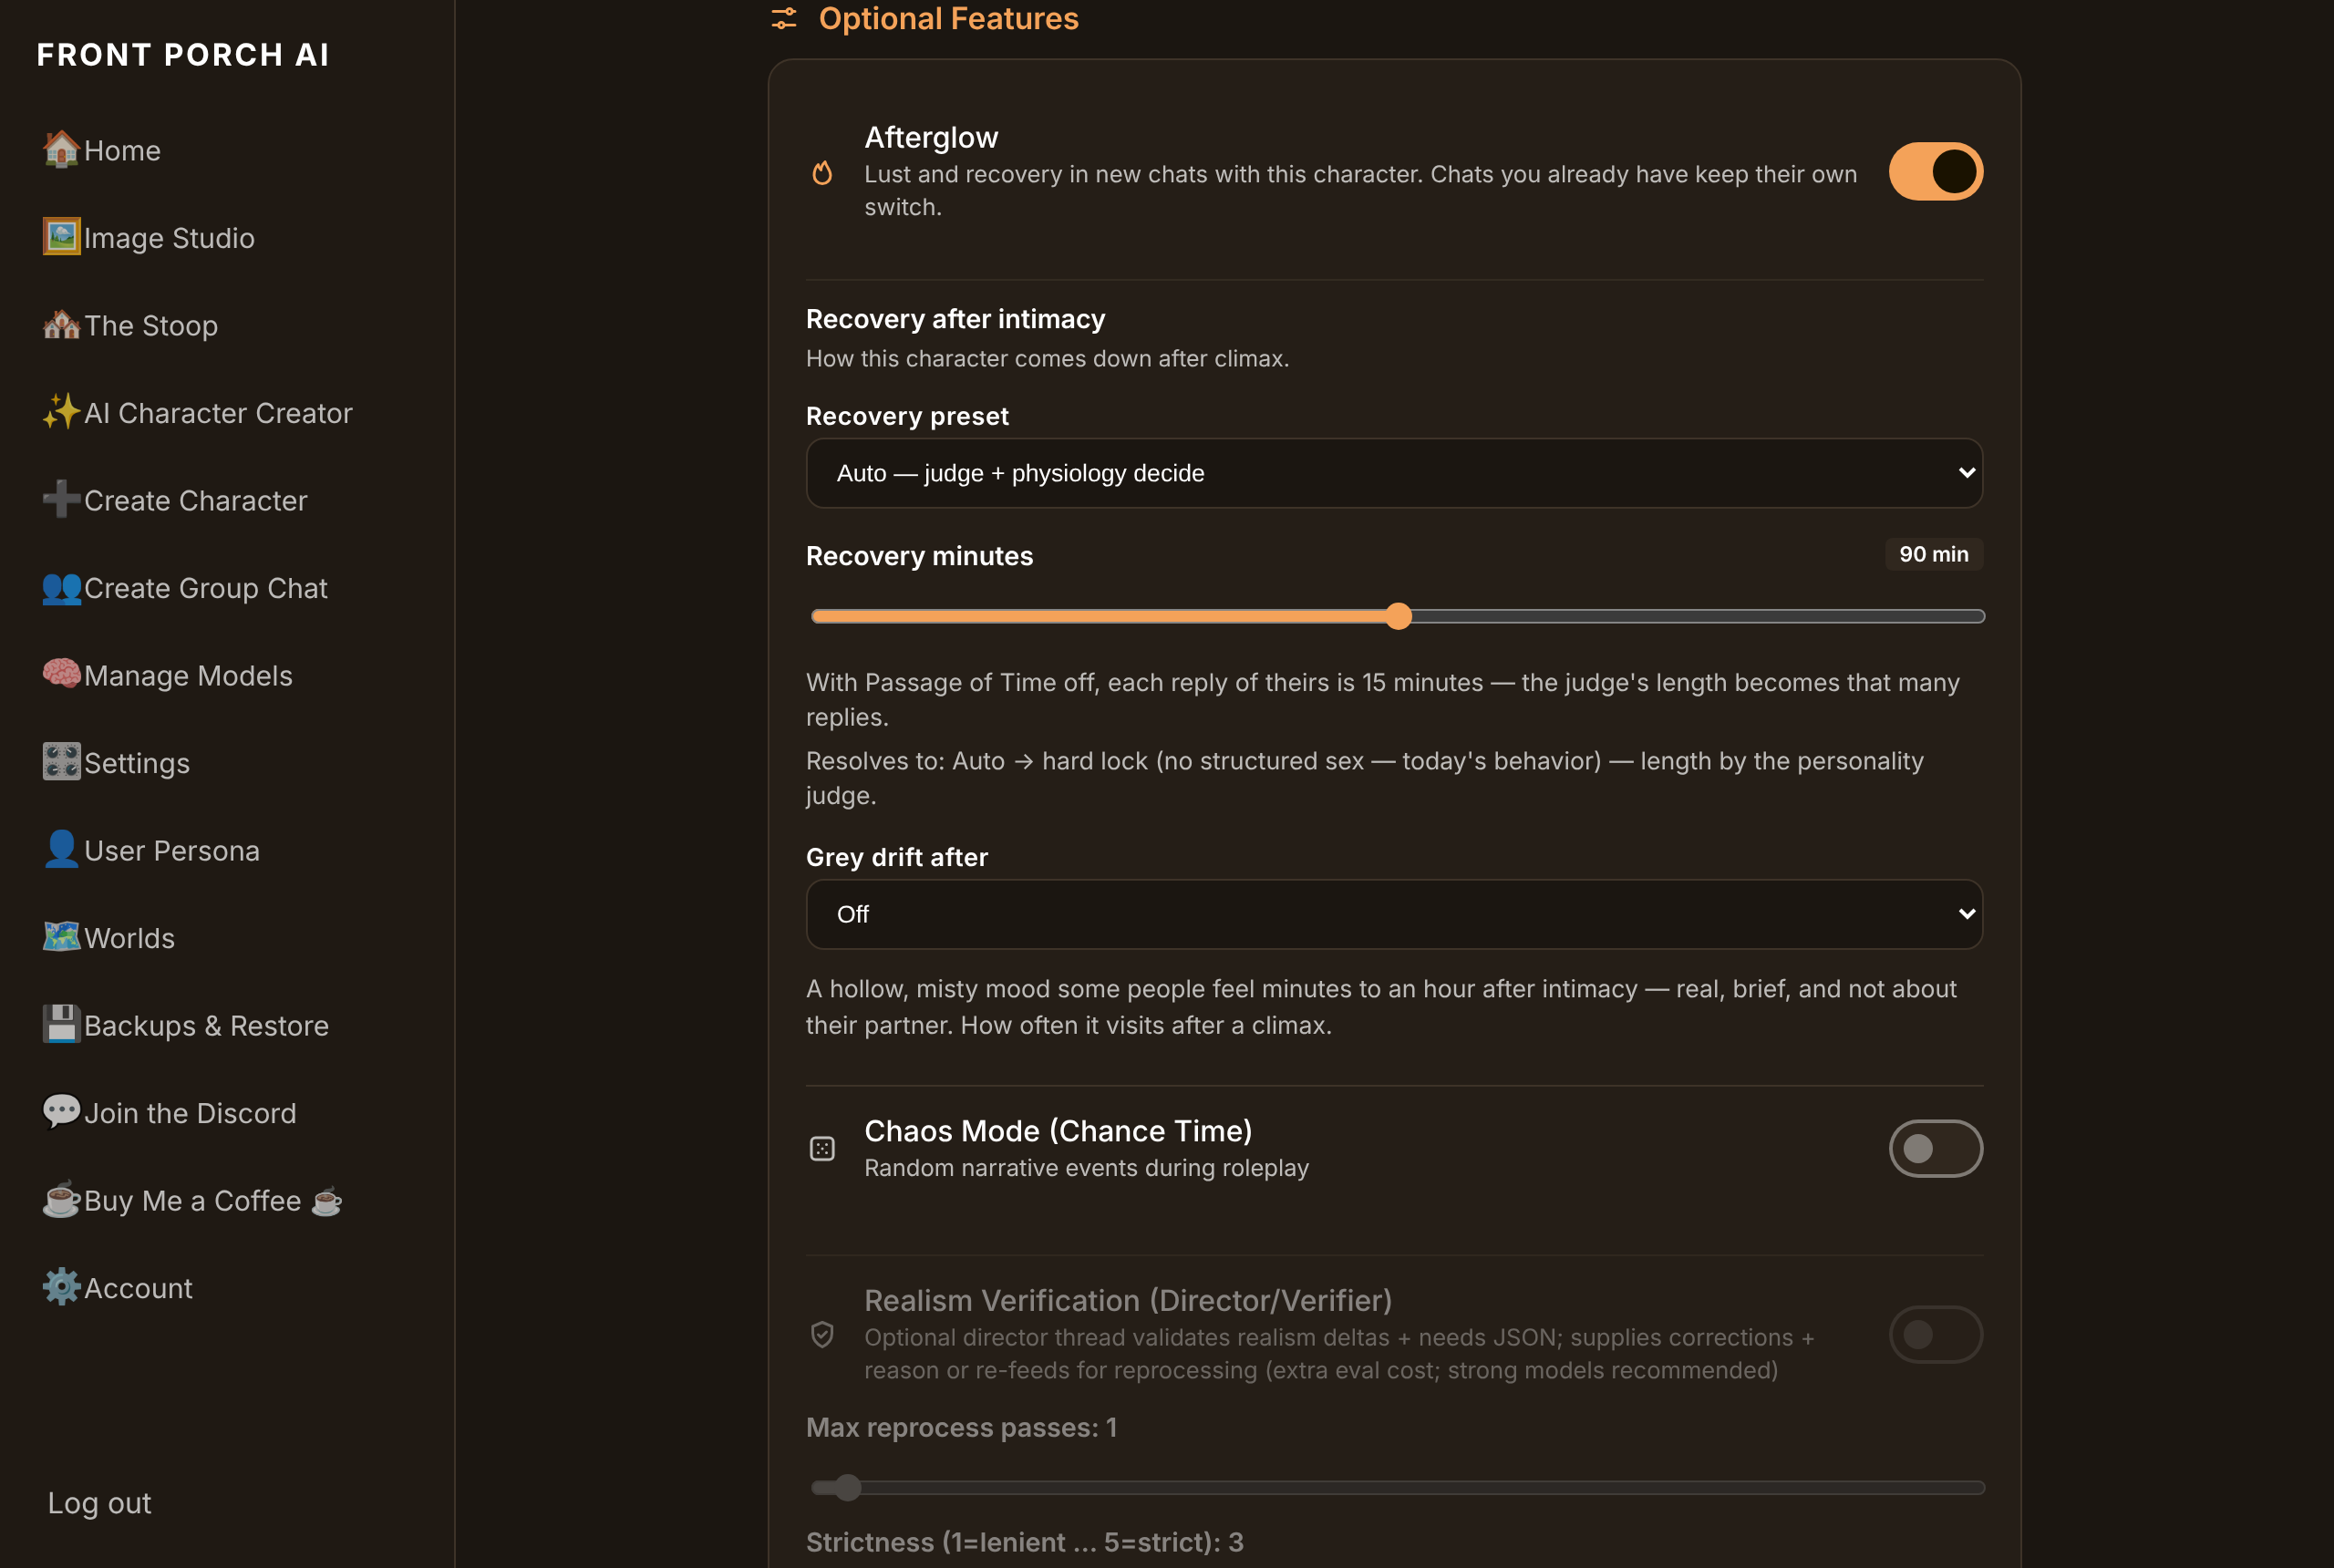 FRONT PORCH AI
Home
Image Studio
The Stoop
AI Character Creator
Create Character
Create Group Chat
Manage Models
Settings
User Persona
Worlds
Backups & Restore
Join the Discord
Buy Me a Coffee ☕
Account
Log out
Optional Features
Afterglow
Lust and recovery in new chats with this character. Chats you already have keep their own
switch.
Recovery after intimacy
How this character comes down after climax.
Recovery preset
Auto — judge + physiology decide
Recovery minutes
90 min
With Passage of Time off, each reply of theirs is 15 minutes — the judge's length becomes that many
replies.
Resolves to: Auto → hard lock (no structured sex — today's behavior) — length by the personality
judge.
Grey drift after
Off
A hollow, misty mood some people feel minutes to an hour after intimacy — real, brief, and not about
their partner. How often it visits after a climax.
Chaos Mode (Chance Time)
Random narrative events during roleplay
Realism Verification (Director/Verifier)
Optional director thread validates realism deltas + needs JSON; supplies corrections +
reason or re-feeds for reprocessing (extra eval cost; strong models recommended)
Max reprocess passes: 1
Strictness (1=lenient ... 5=strict): 3